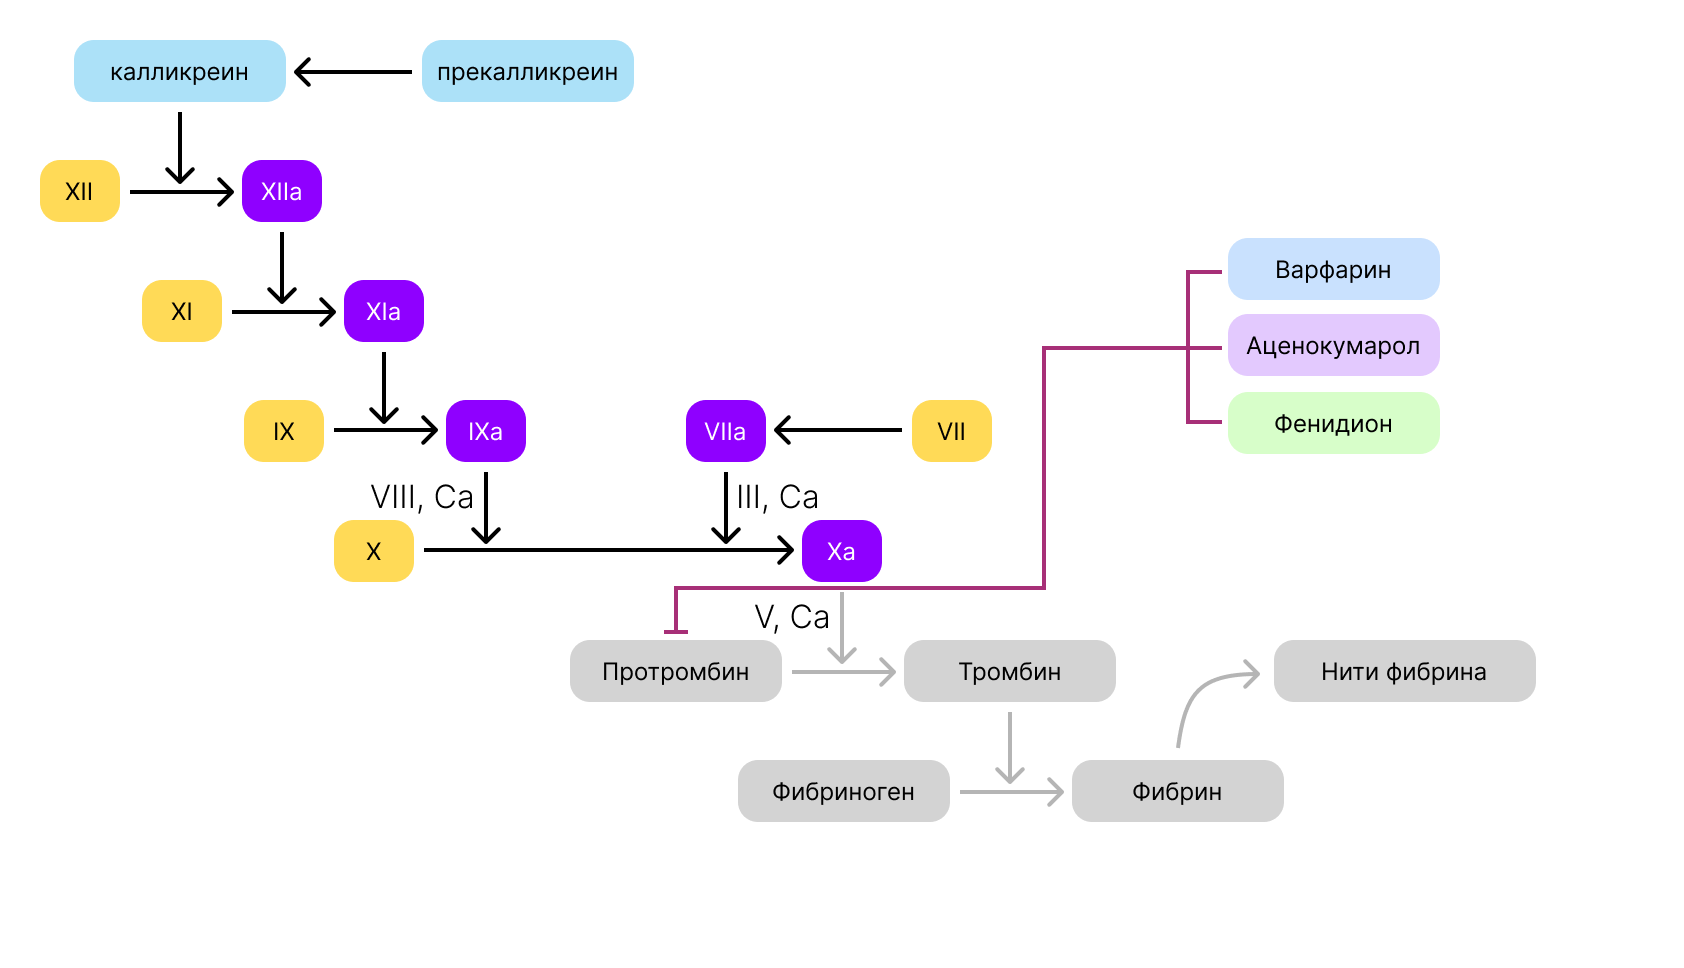 калликреин
прекалликреин
XII
XIIa
Варфарин
XI
XIa
Аценокумарол
IX
IXa
VIIa
VII
Фенидион
VIII, Ca
III, Ca
X
Xa
V, Ca
Протромбин
Тромбин
Нити фибрина
Фибриноген
Фибрин